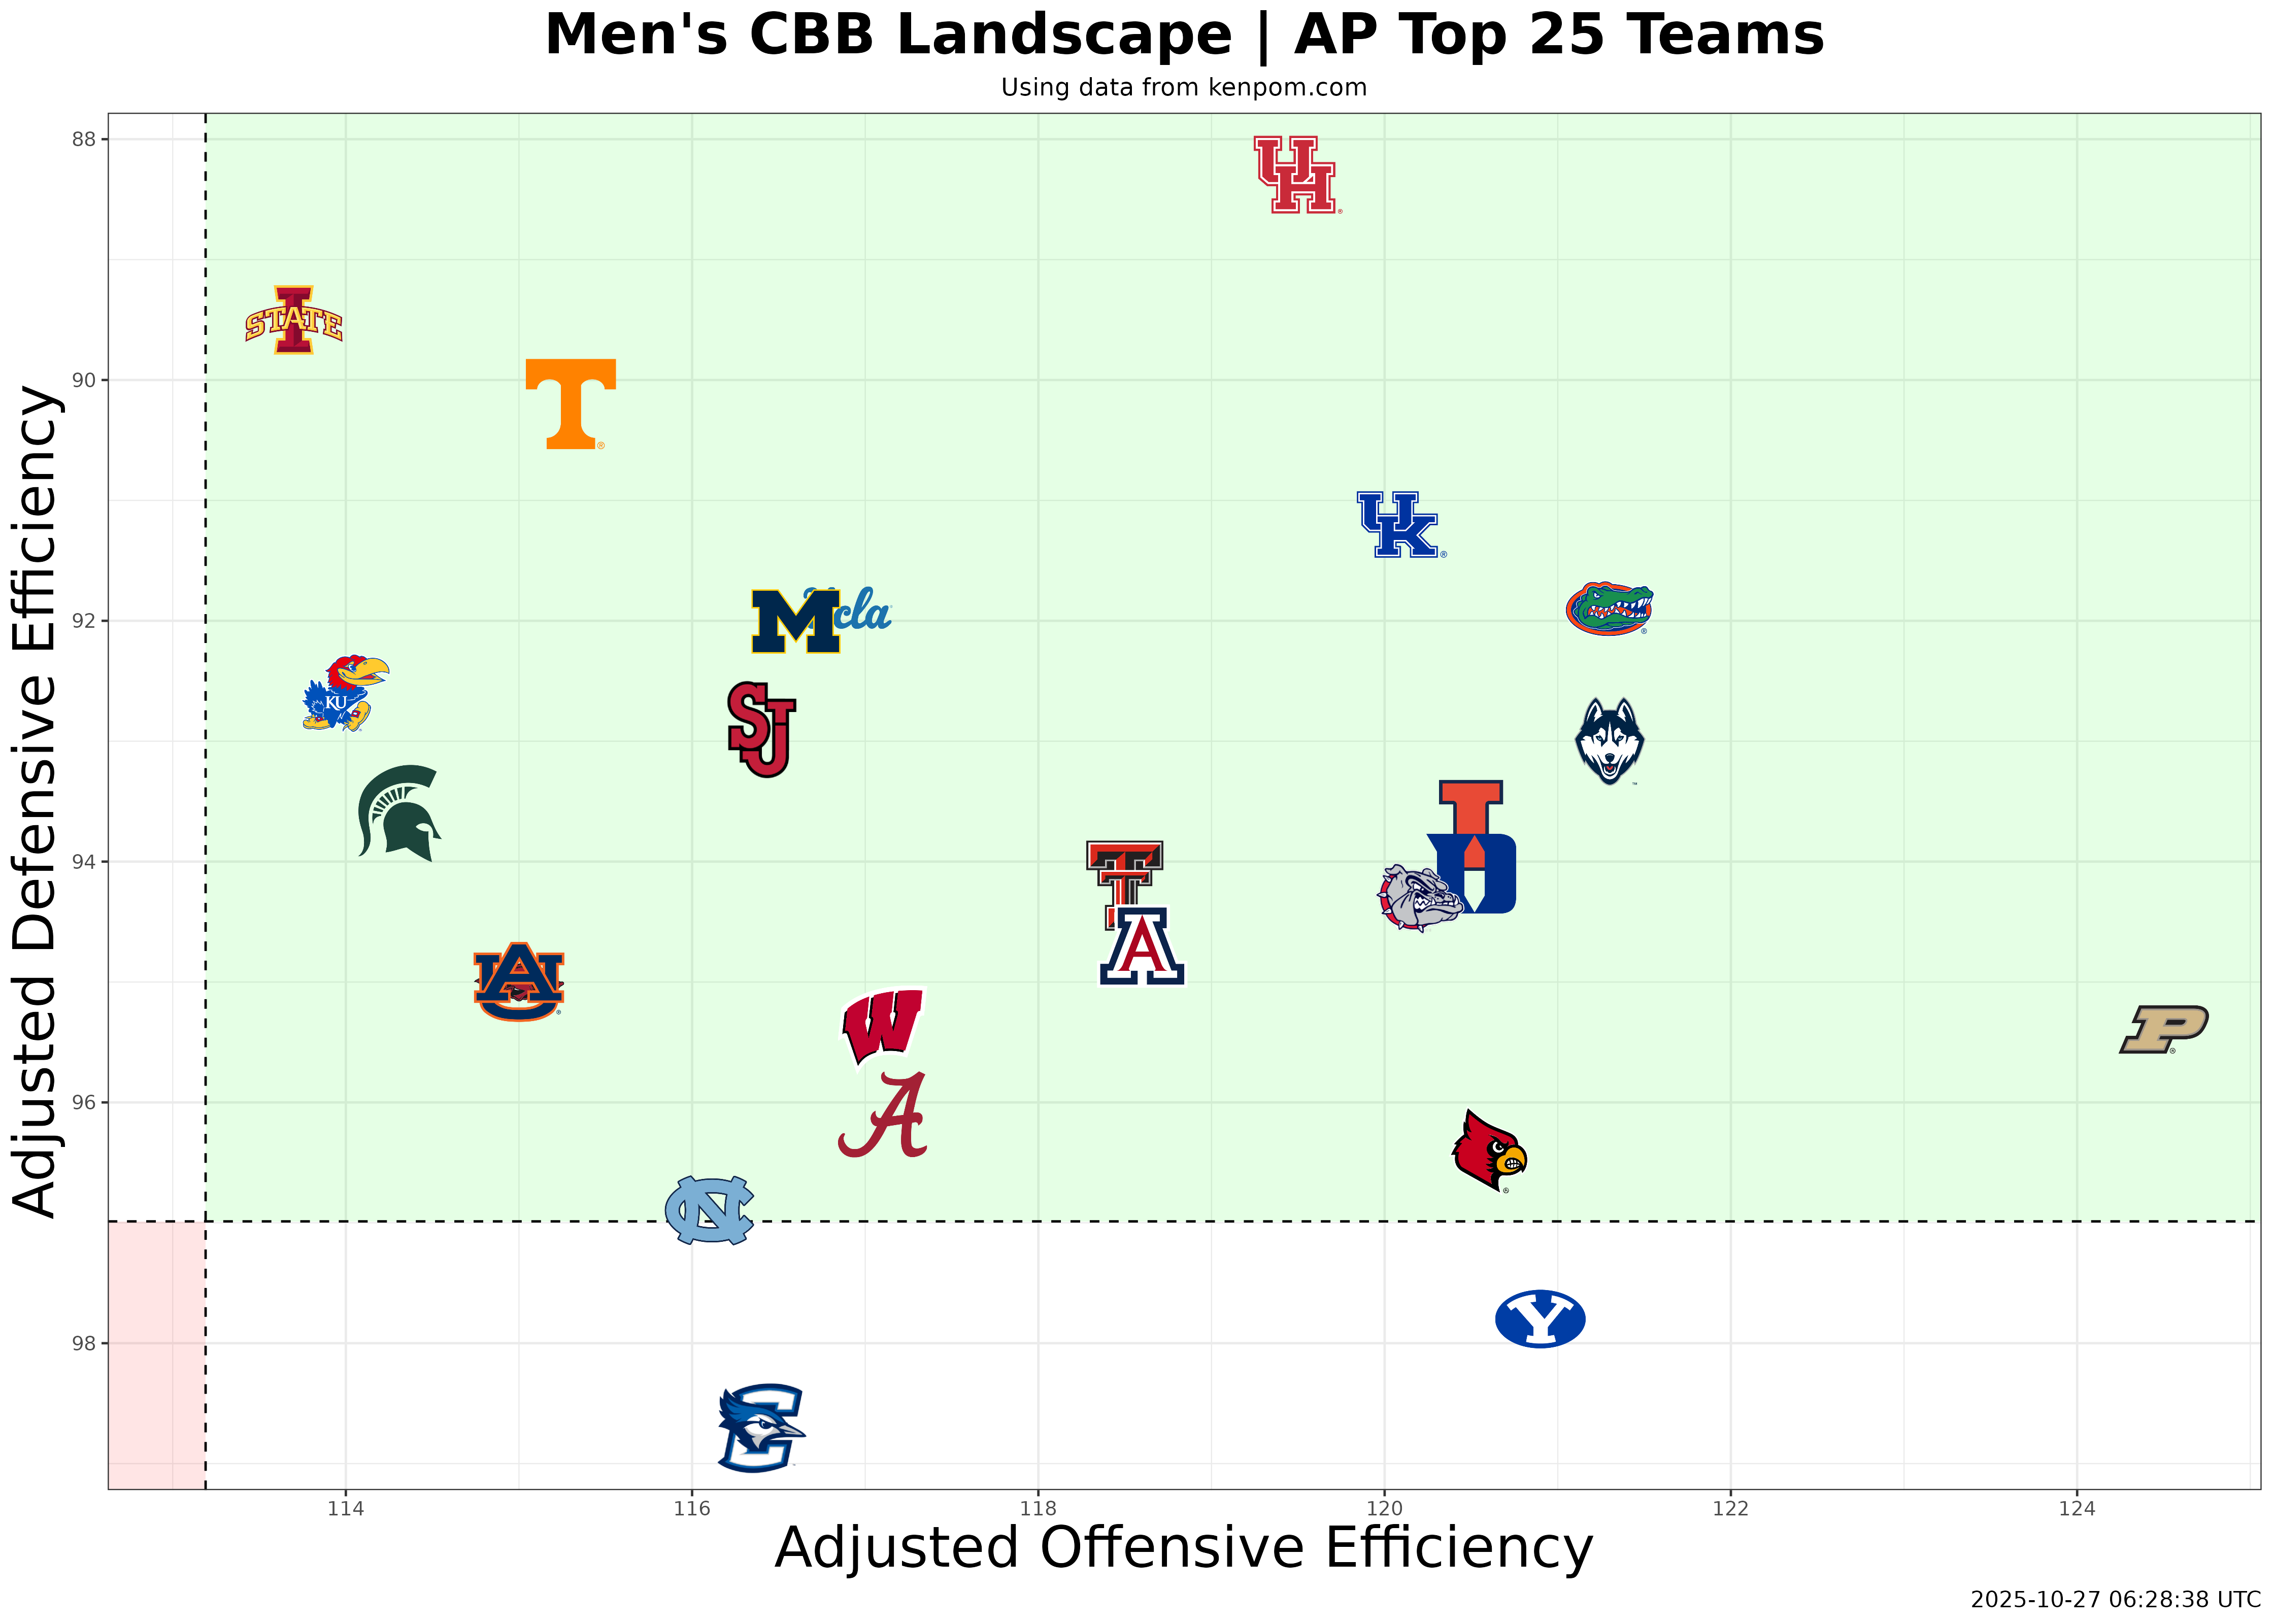 Men's CBB Landscape | AP Top 25 Teams
Using data from kenpom.com
Adjusted Defensive Efficiency
88
90
92
94
96
98
STATE
ucla
KU
114
116
118
120
122
124
Adjusted Offensive Efficiency
2025-10-27 06:28:38 UTC